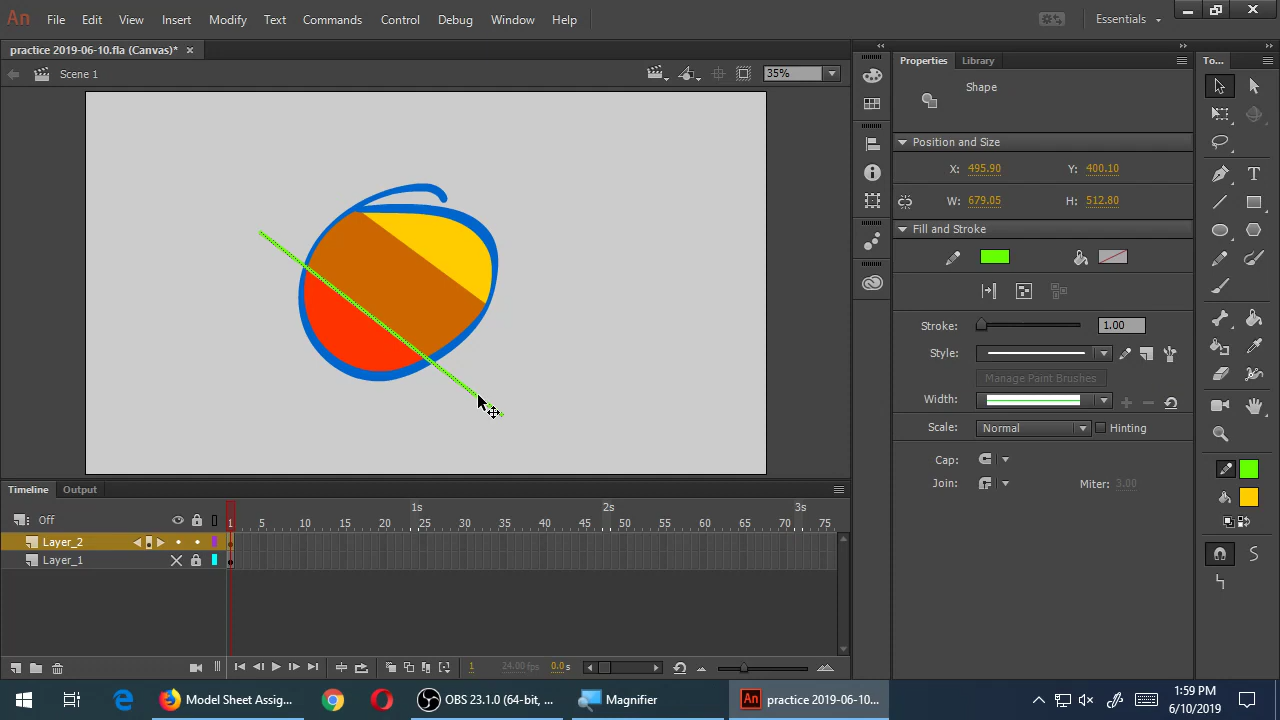 An File Edit View Insert Modify Text Commands Control Debug Window Help Essentials
practice 2019-06-10.fla (Canvas)* ×
Scene 1 35%
Properties Library To...
Shape
Position and Size
X: 495.90 Y: 400.10
W: 679.05 H: 512.80
Fill and Stroke
Stroke: 1.00
Style:
Manage Paint Brushes
Width:
Scale: Normal Hinting
Cap:
Join: Miter: 3.00
Timeline Output
1s 2s 3s
Off 1 5 10 15 20 25 30 35 40 45 50 55 60 65 70 75
Layer_2
Layer_1
1 24.00 fps 0.0 s
Model Sheet Assig... OBS 23.1.0 (64-bit, ... Magnifier An practice 2019-06-10... 1:59 PM
6/10/2019